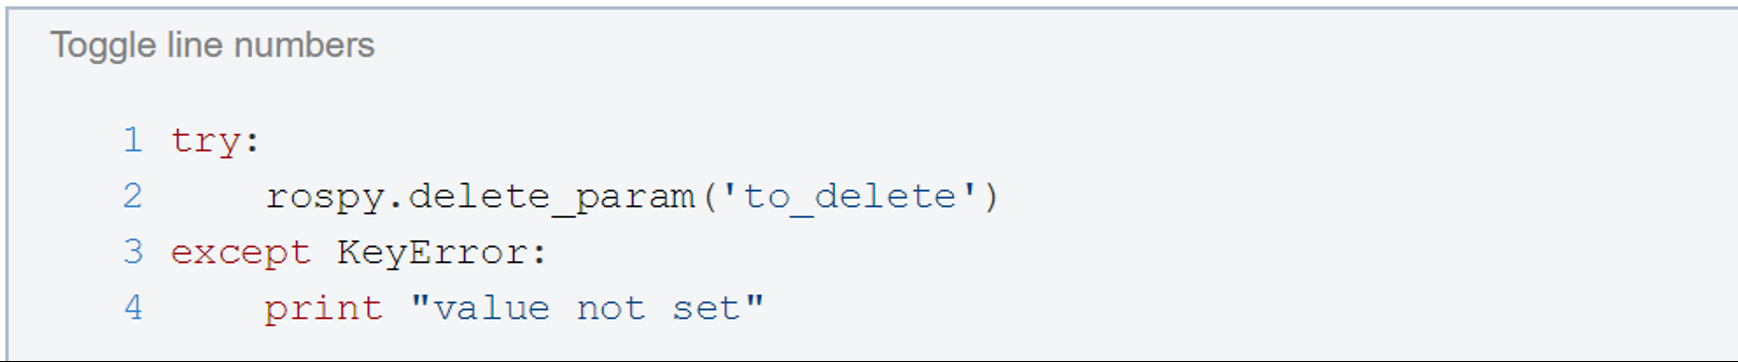 Toggle line numbers
1 try:
2     rospy.delete_param('to_delete')
3 except KeyError:
4     print "value not set"